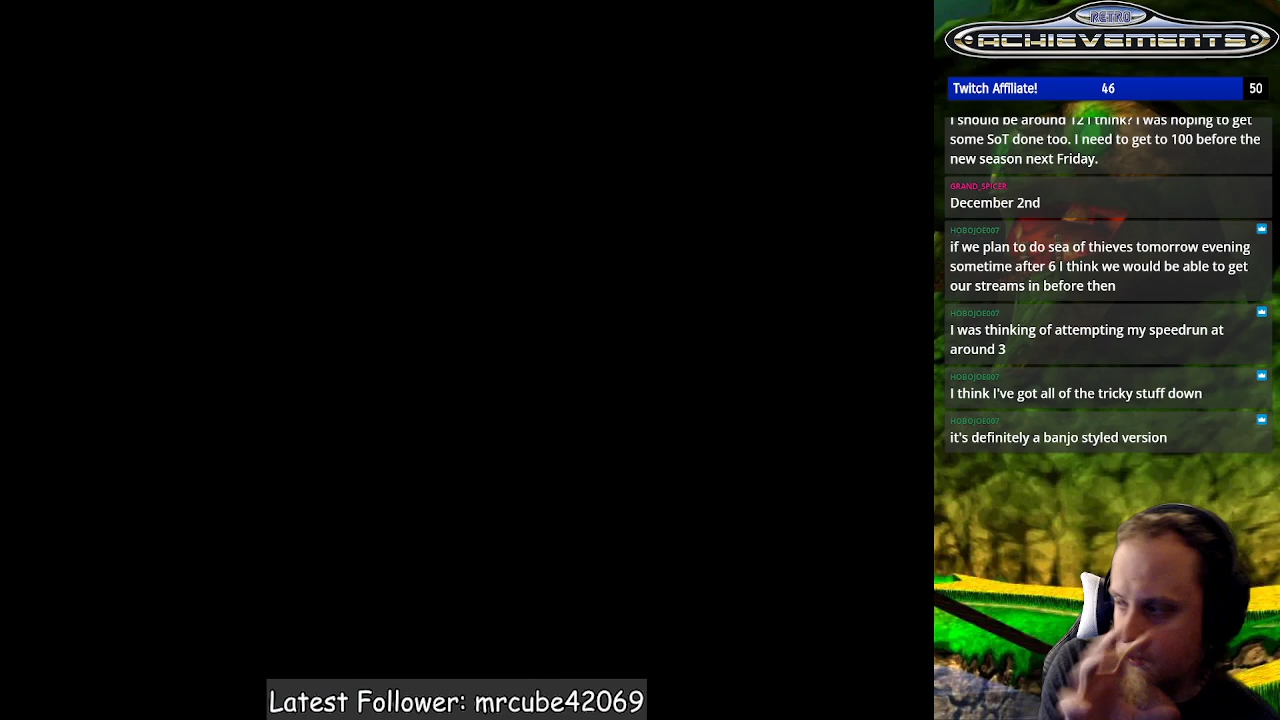 RETRO
ACHIEVEMENTS
Twitch Affiliate! 46 50
I should be around 12 I think? I was hoping to get
some SoT done too. I need to get to 100 before the
new season next Friday.
GRAND_SPICER
December 2nd
HOBOJOE007
if we plan to do sea of thieves tomorrow evening
sometime after 6 I think we would be able to get
our streams in before then
HOBOJOE007
I was thinking of attempting my speedrun at
around 3
HOBOJOE007
I think I've got all of the tricky stuff down
HOBOJOE007
it's definitely a banjo styled version
Latest Follower: mrcube42069